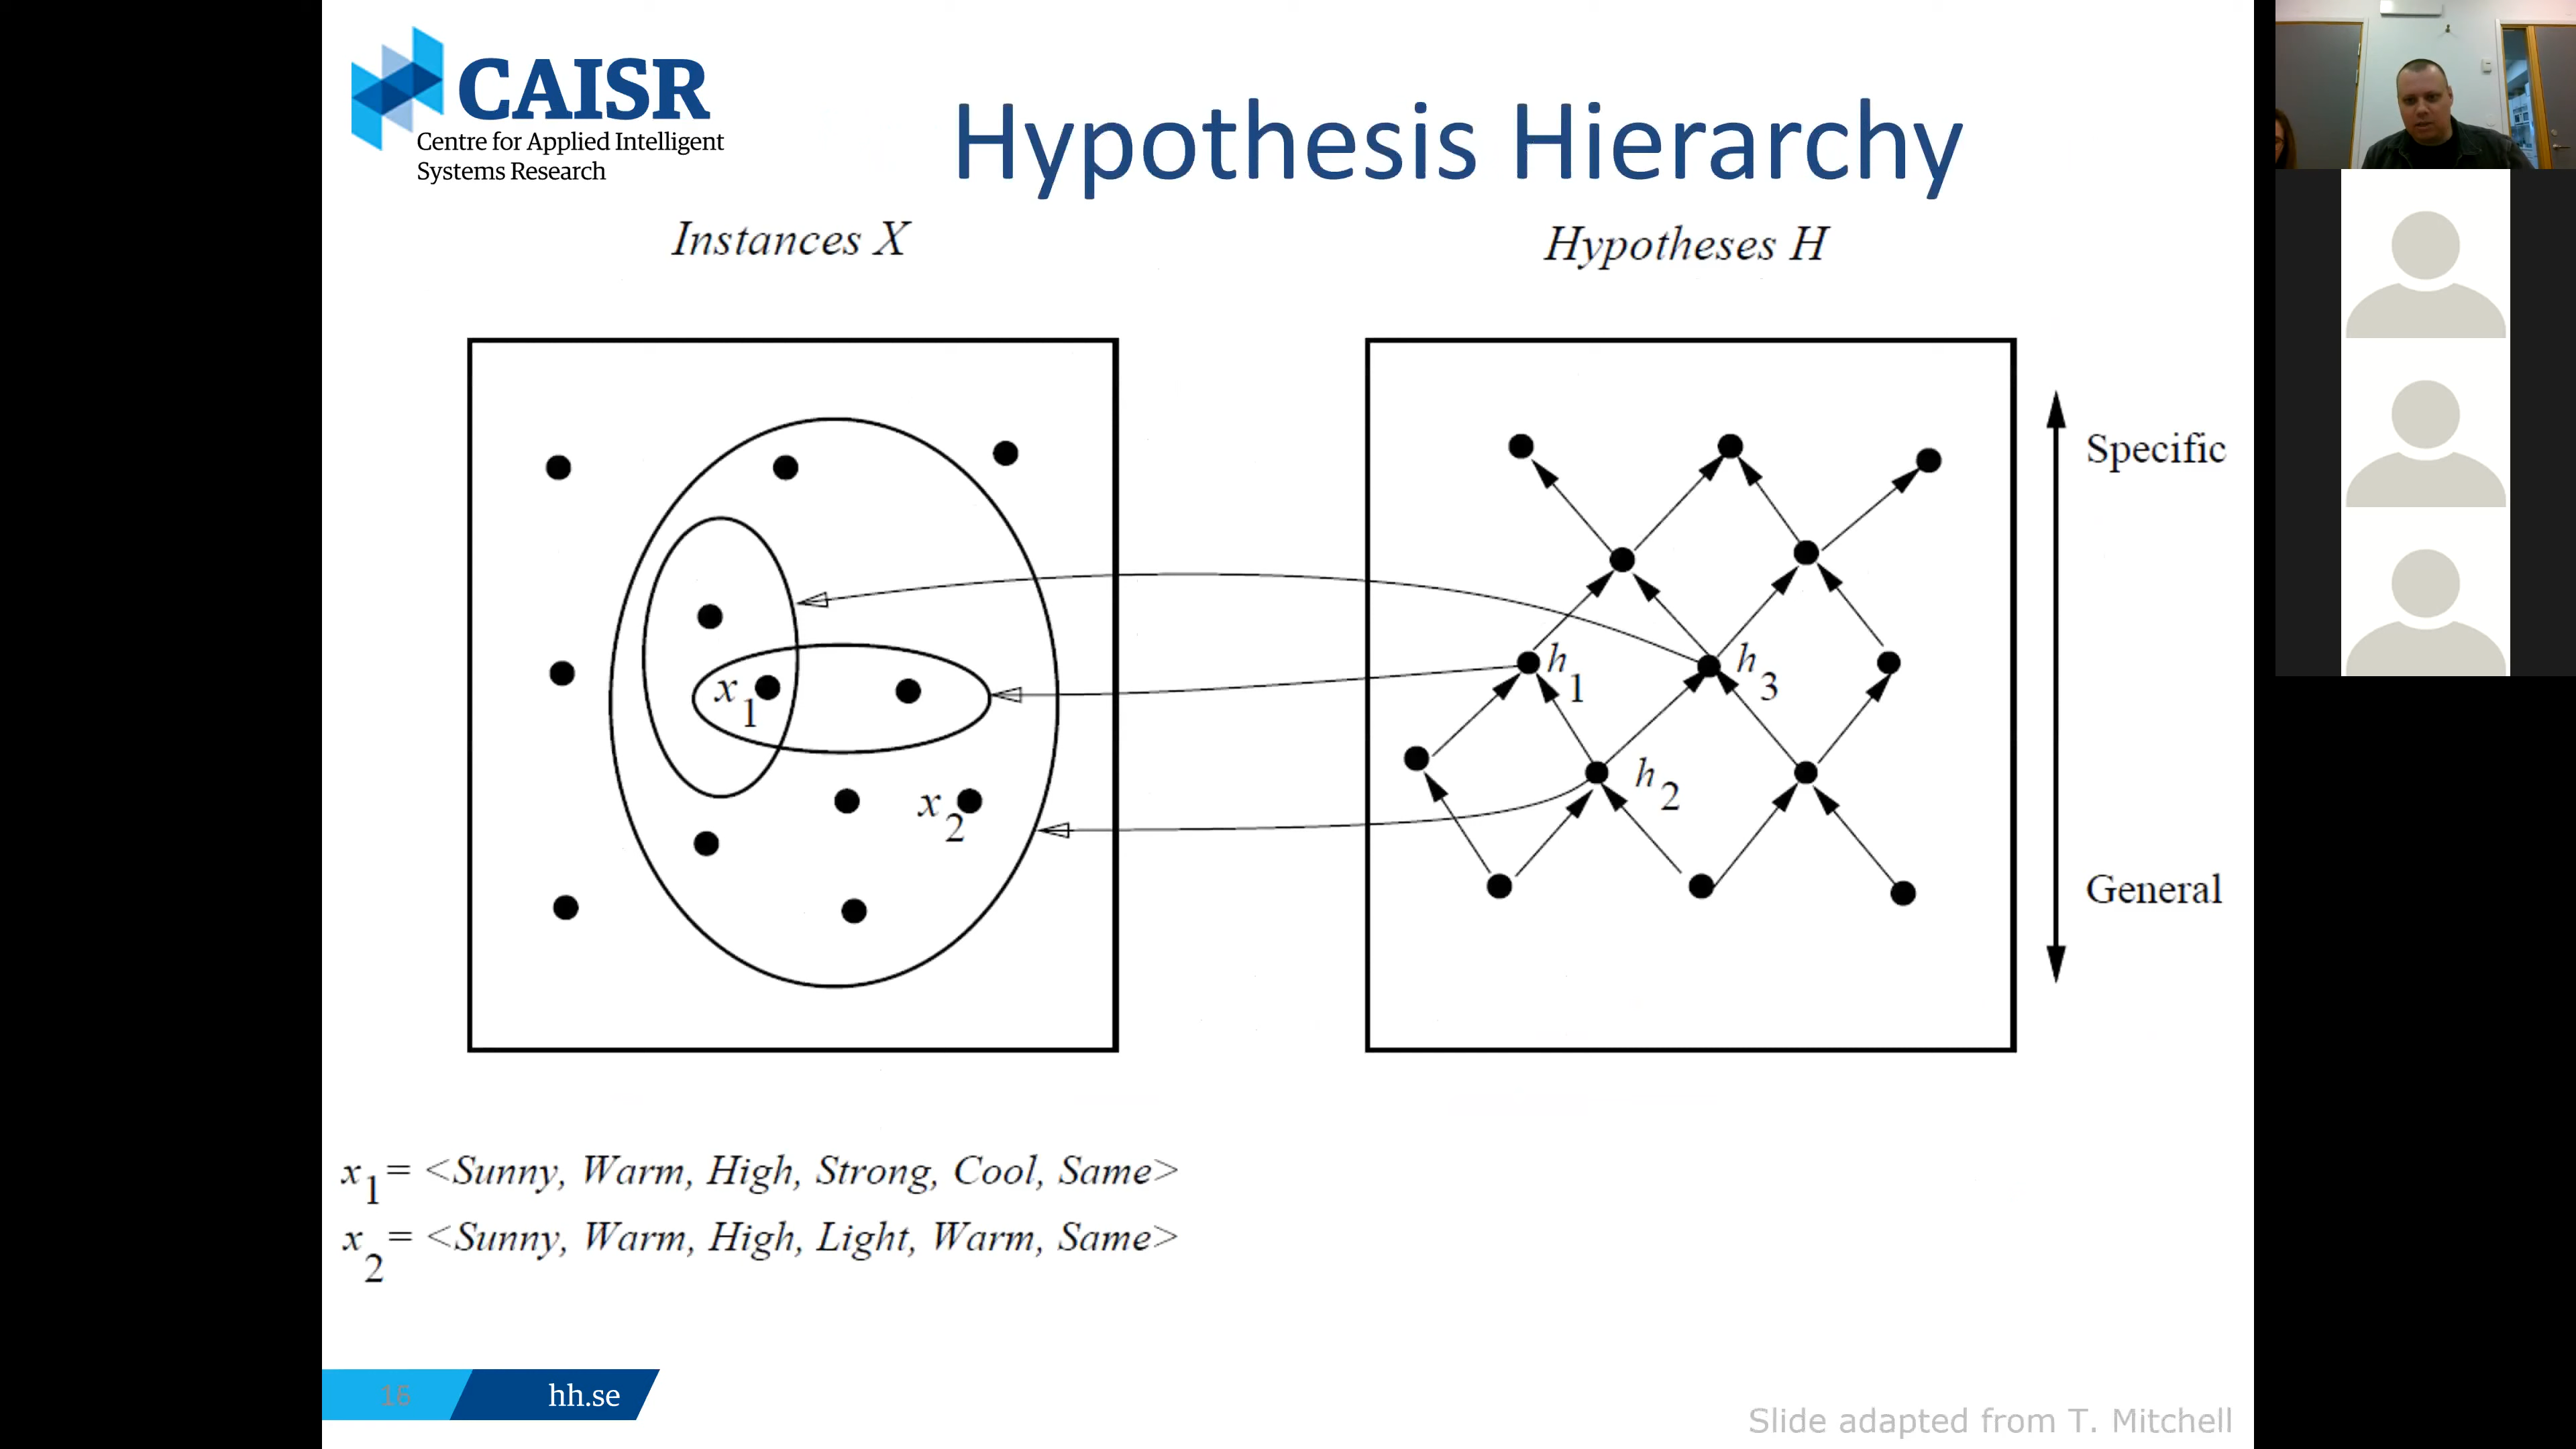 CAISR
Centre for Applied Intelligent
Systems Research
Hypothesis Hierarchy
Instances X
Hypotheses H
Specific
General
x1
x2
h1
h3
h2
x1= <Sunny, Warm, High, Strong, Cool, Same>
x2= <Sunny, Warm, High, Light, Warm, Same>
16
hh.se
Slide adapted from T. Mitchell